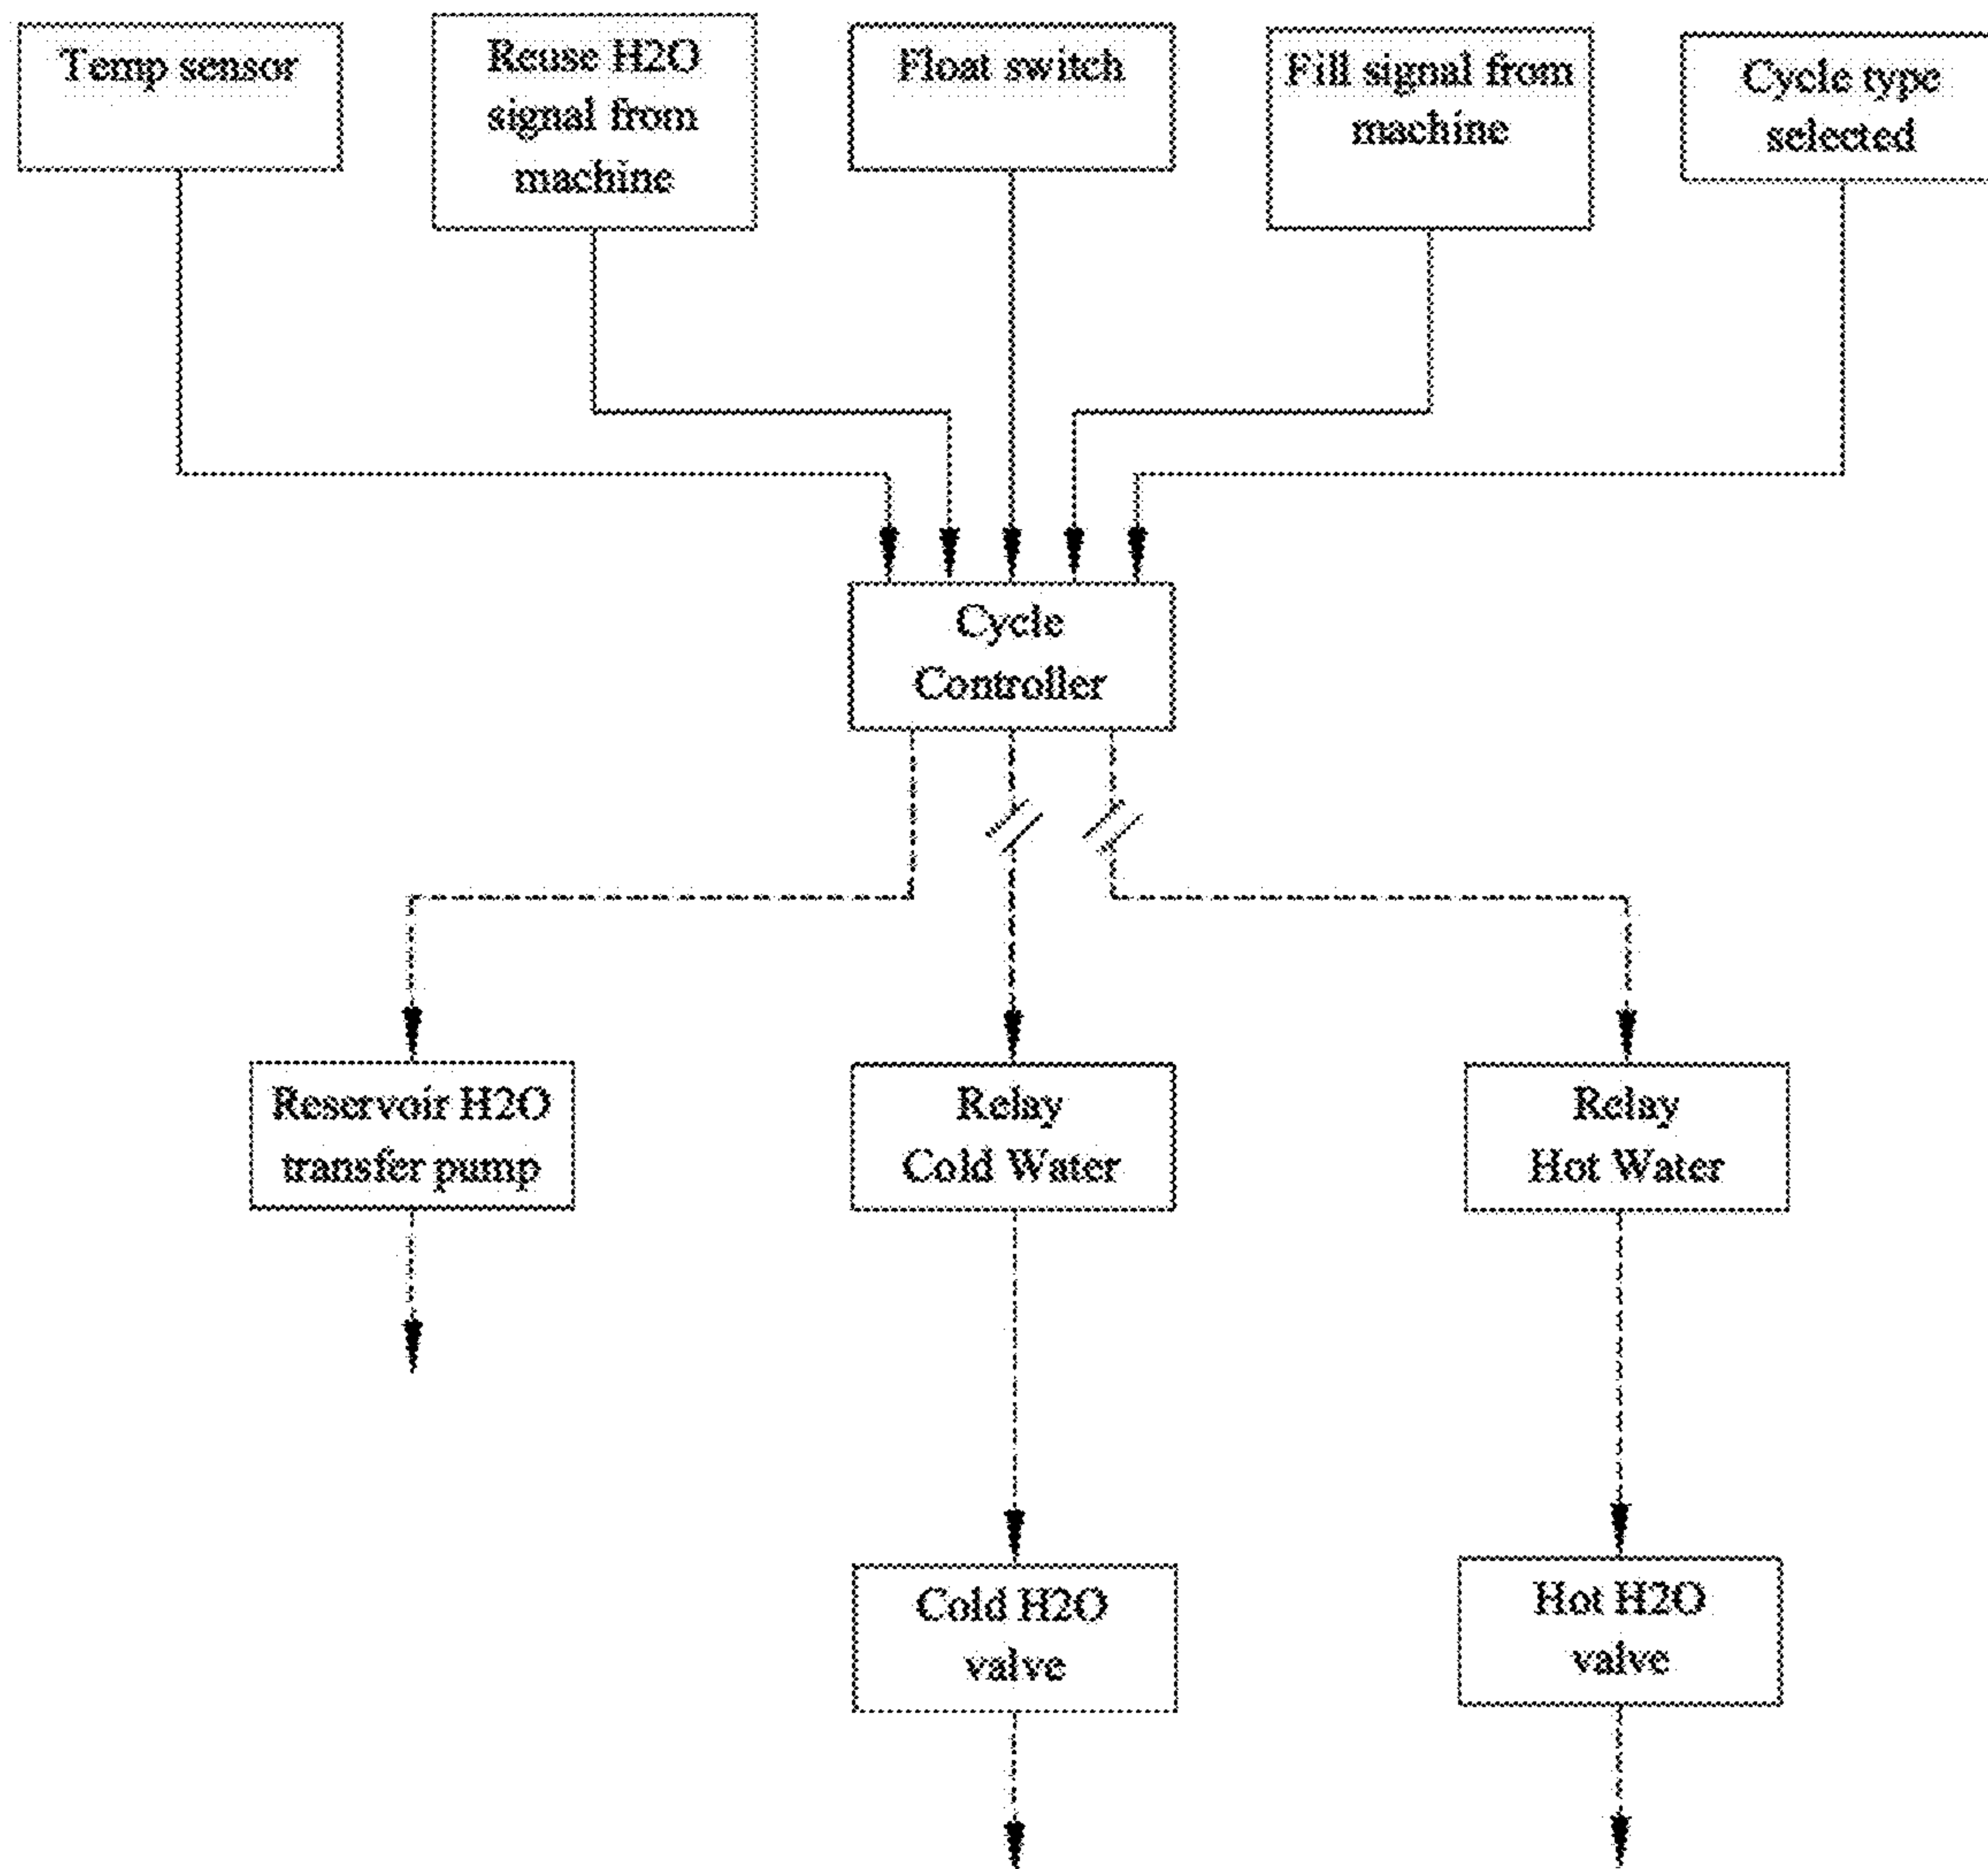 Temp sensor
Reuse H2O
signal from
machine
Float switch
Fill signal from
machine
Cycle type
selected
Cycle
Controller
Reservoir H2O
transfer pump
Relay
Cold Water
Relay
Hot Water
Cold H2O
valve
Hot H2O
valve